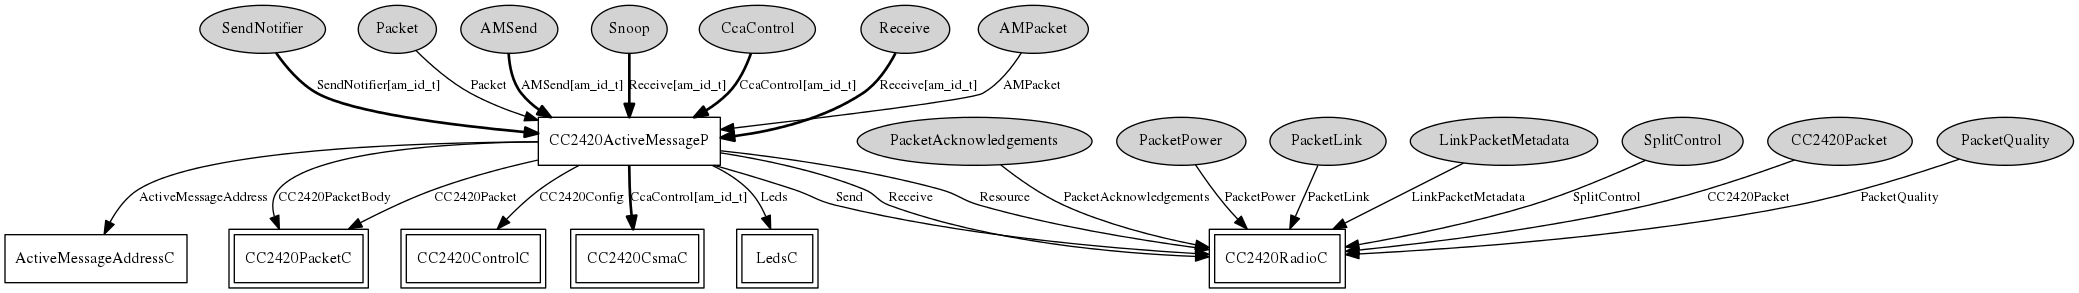 SendNotifier
Packet
AMSend
Snoop
CcaControl
Receive
AMPacket
SendNotifier[am_id_t]
Packet
AMSend[am_id_t]
Receive[am_id_t]
CcaControl[am_id_t]
Receive[am_id_t]
AMPacket
CC2420ActiveMessageP
PacketAcknowledgements
PacketPower
PacketLink
LinkPacketMetadata
SplitControl
CC2420Packet
PacketQuality
ActiveMessageAddress
CC2420PacketBody
CC2420Packet
CC2420Config
CcaControl[am_id_t]
Leds
Send
Receive
Resource
PacketAcknowledgements
PacketPower
PacketLink
LinkPacketMetadata
SplitControl
CC2420Packet
PacketQuality
ActiveMessageAddressC
CC2420PacketC
CC2420ControlC
CC2420CsmaC
LedsC
CC2420RadioC